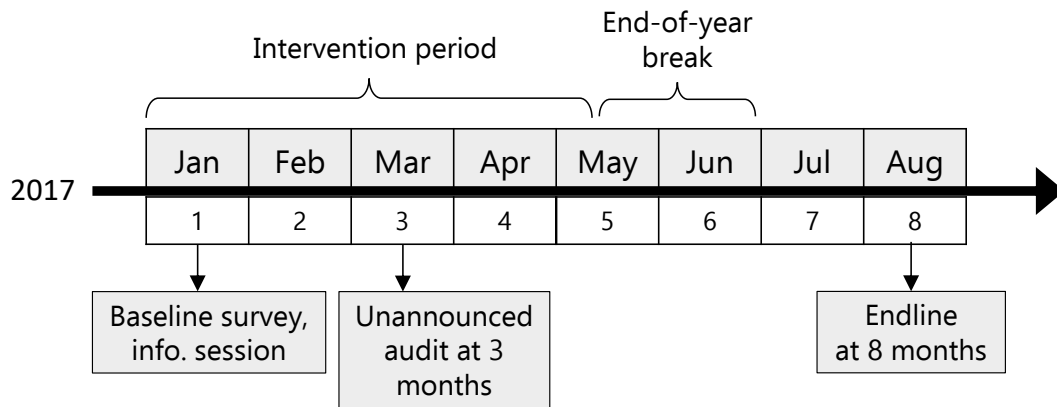 End-of-year
break
Intervention period
Jan Feb Mar Apr May Jun Jul Aug
2017
1 2 3 4 5 6 7 8
Baseline survey,
info. session
Unannounced
audit at 3
months
Endline
at 8 months